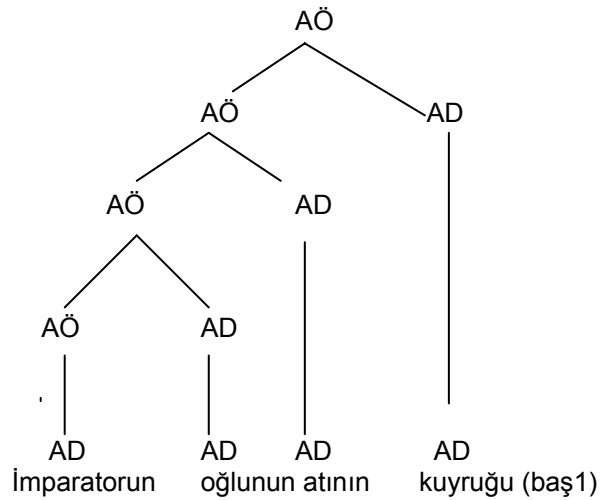 AÖ
AÖ AD
AÖ AD
AÖ AD
AD AD AD AD
İmparatorun oğlunun atının kuyruğu (baş1)